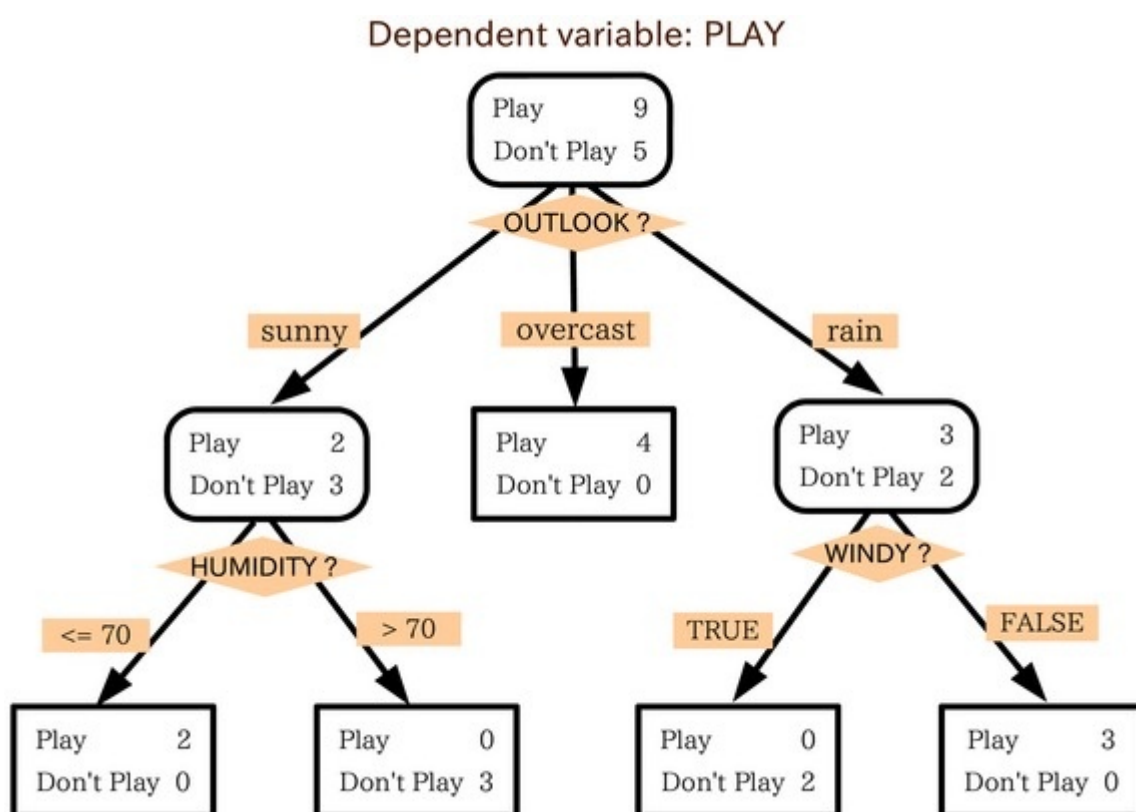 Dependent variable: PLAY
Play 9
Don't Play 5
OUTLOOK ?
sunny
overcast
rain
Play 2
Don't Play 3
Play 4
Don't Play 0
Play 3
Don't Play 2
HUMIDITY ?
WINDY ?
<= 70
> 70
TRUE
FALSE
Play 2
Don't Play 0
Play 0
Don't Play 3
Play 0
Don't Play 2
Play 3
Don't Play 0